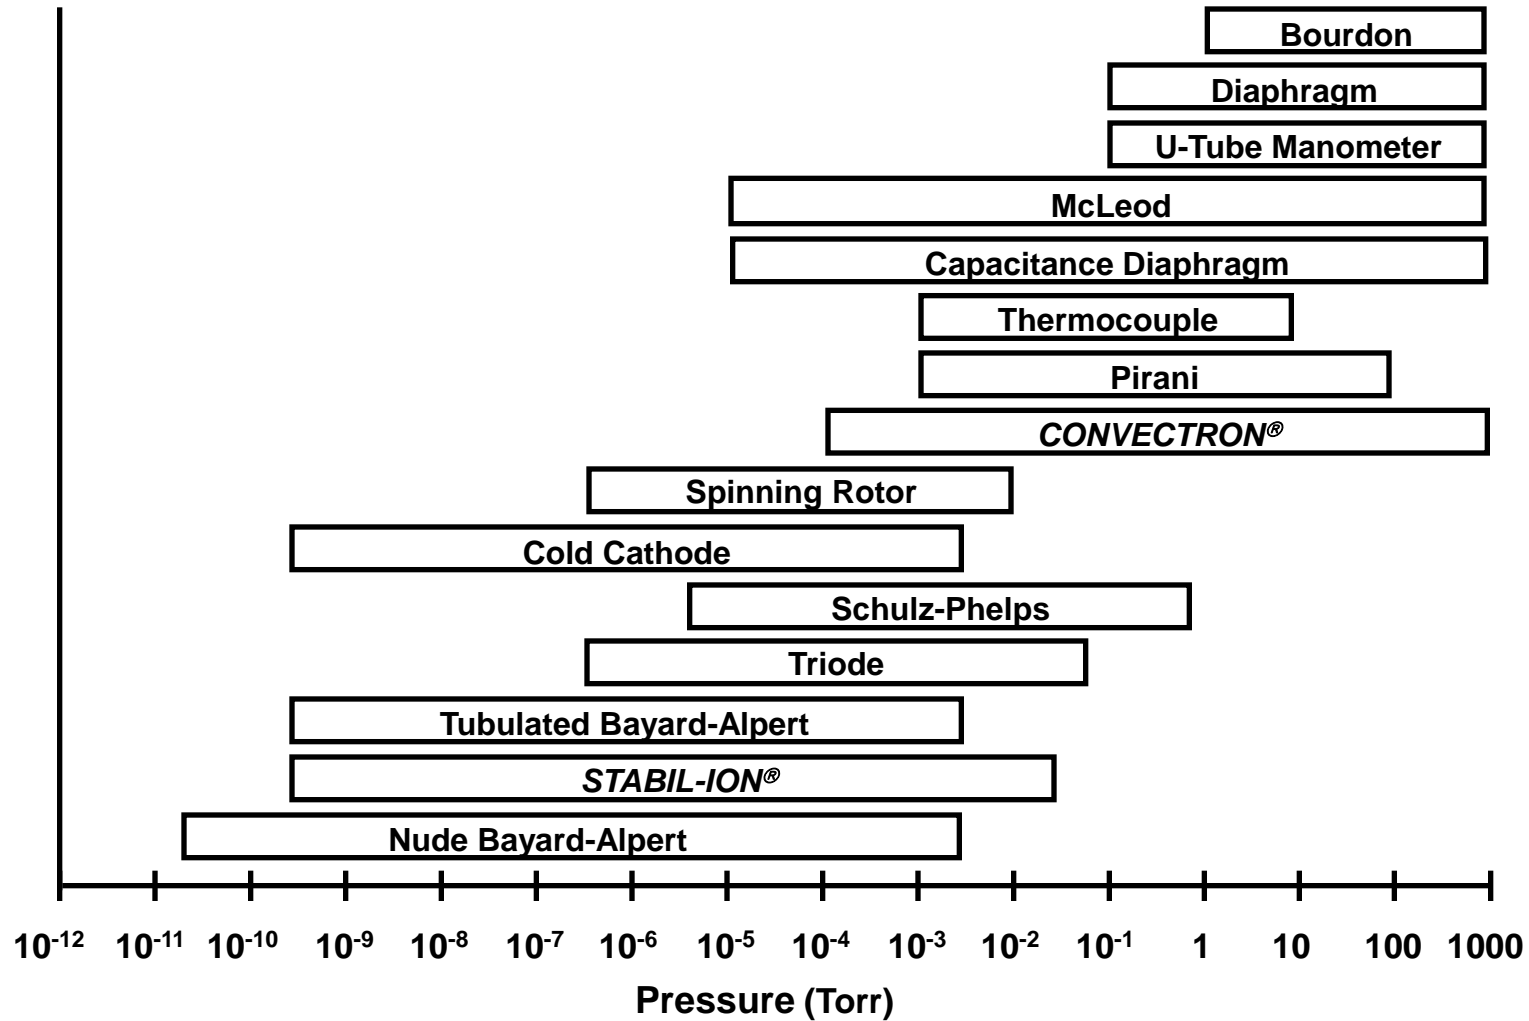 Bourdon
Diaphragm
U-Tube Manometer
McLeod
Capacitance Diaphragm
Thermocouple
Pirani
CONVECTRON®
Spinning Rotor
Cold Cathode
Schulz-Phelps
Triode
Tubulated Bayard-Alpert
STABIL-ION®
Nude Bayard-Alpert
10⁻¹² 10⁻¹¹ 10⁻¹⁰ 10⁻⁹ 10⁻⁸ 10⁻⁷ 10⁻⁶ 10⁻⁵ 10⁻⁴ 10⁻³ 10⁻² 10⁻¹ 1 10 100 1000
Pressure (Torr)